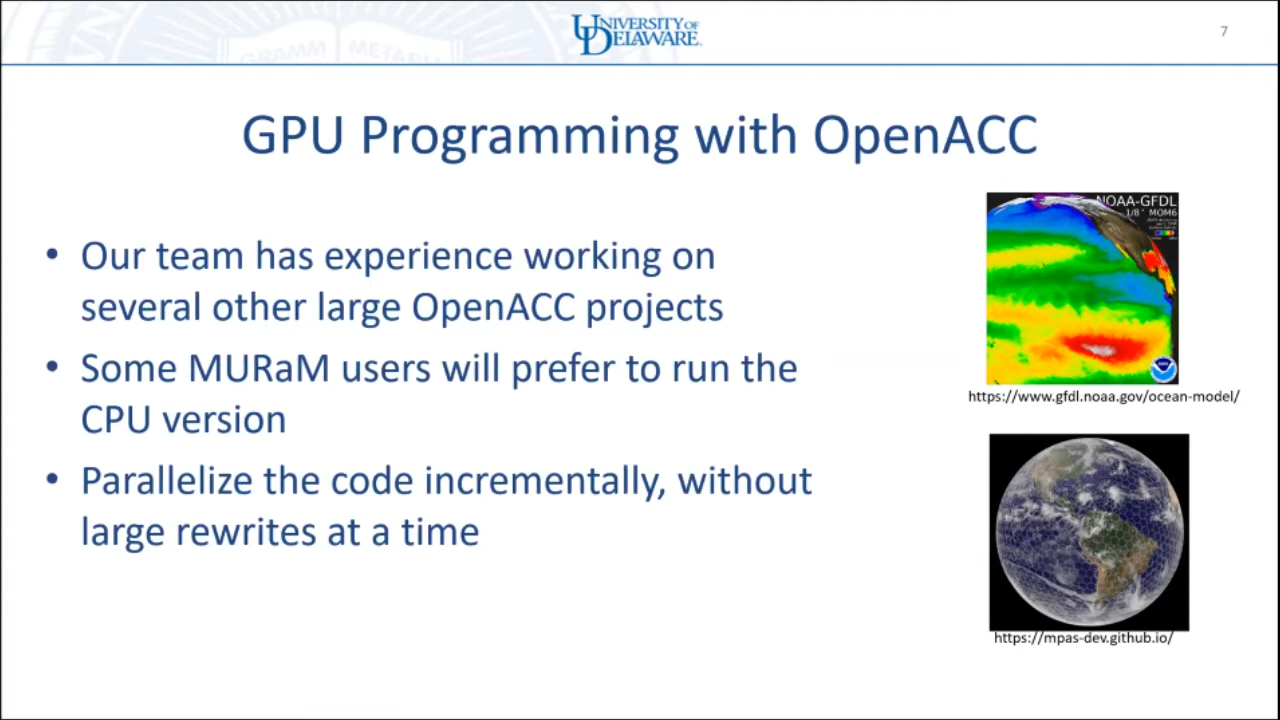 UNIVERSITY OF
DELAWARE.
7
GRAMM METAPH
GPU Programming with OpenACC
• Our team has experience working on
several other large OpenACC projects
• Some MURaM users will prefer to run the
CPU version
• Parallelize the code incrementally, without
large rewrites at a time
NOAA-GFDL
1/8° MOM6
https://www.gfdl.noaa.gov/ocean-model/
https://mpas-dev.github.io/